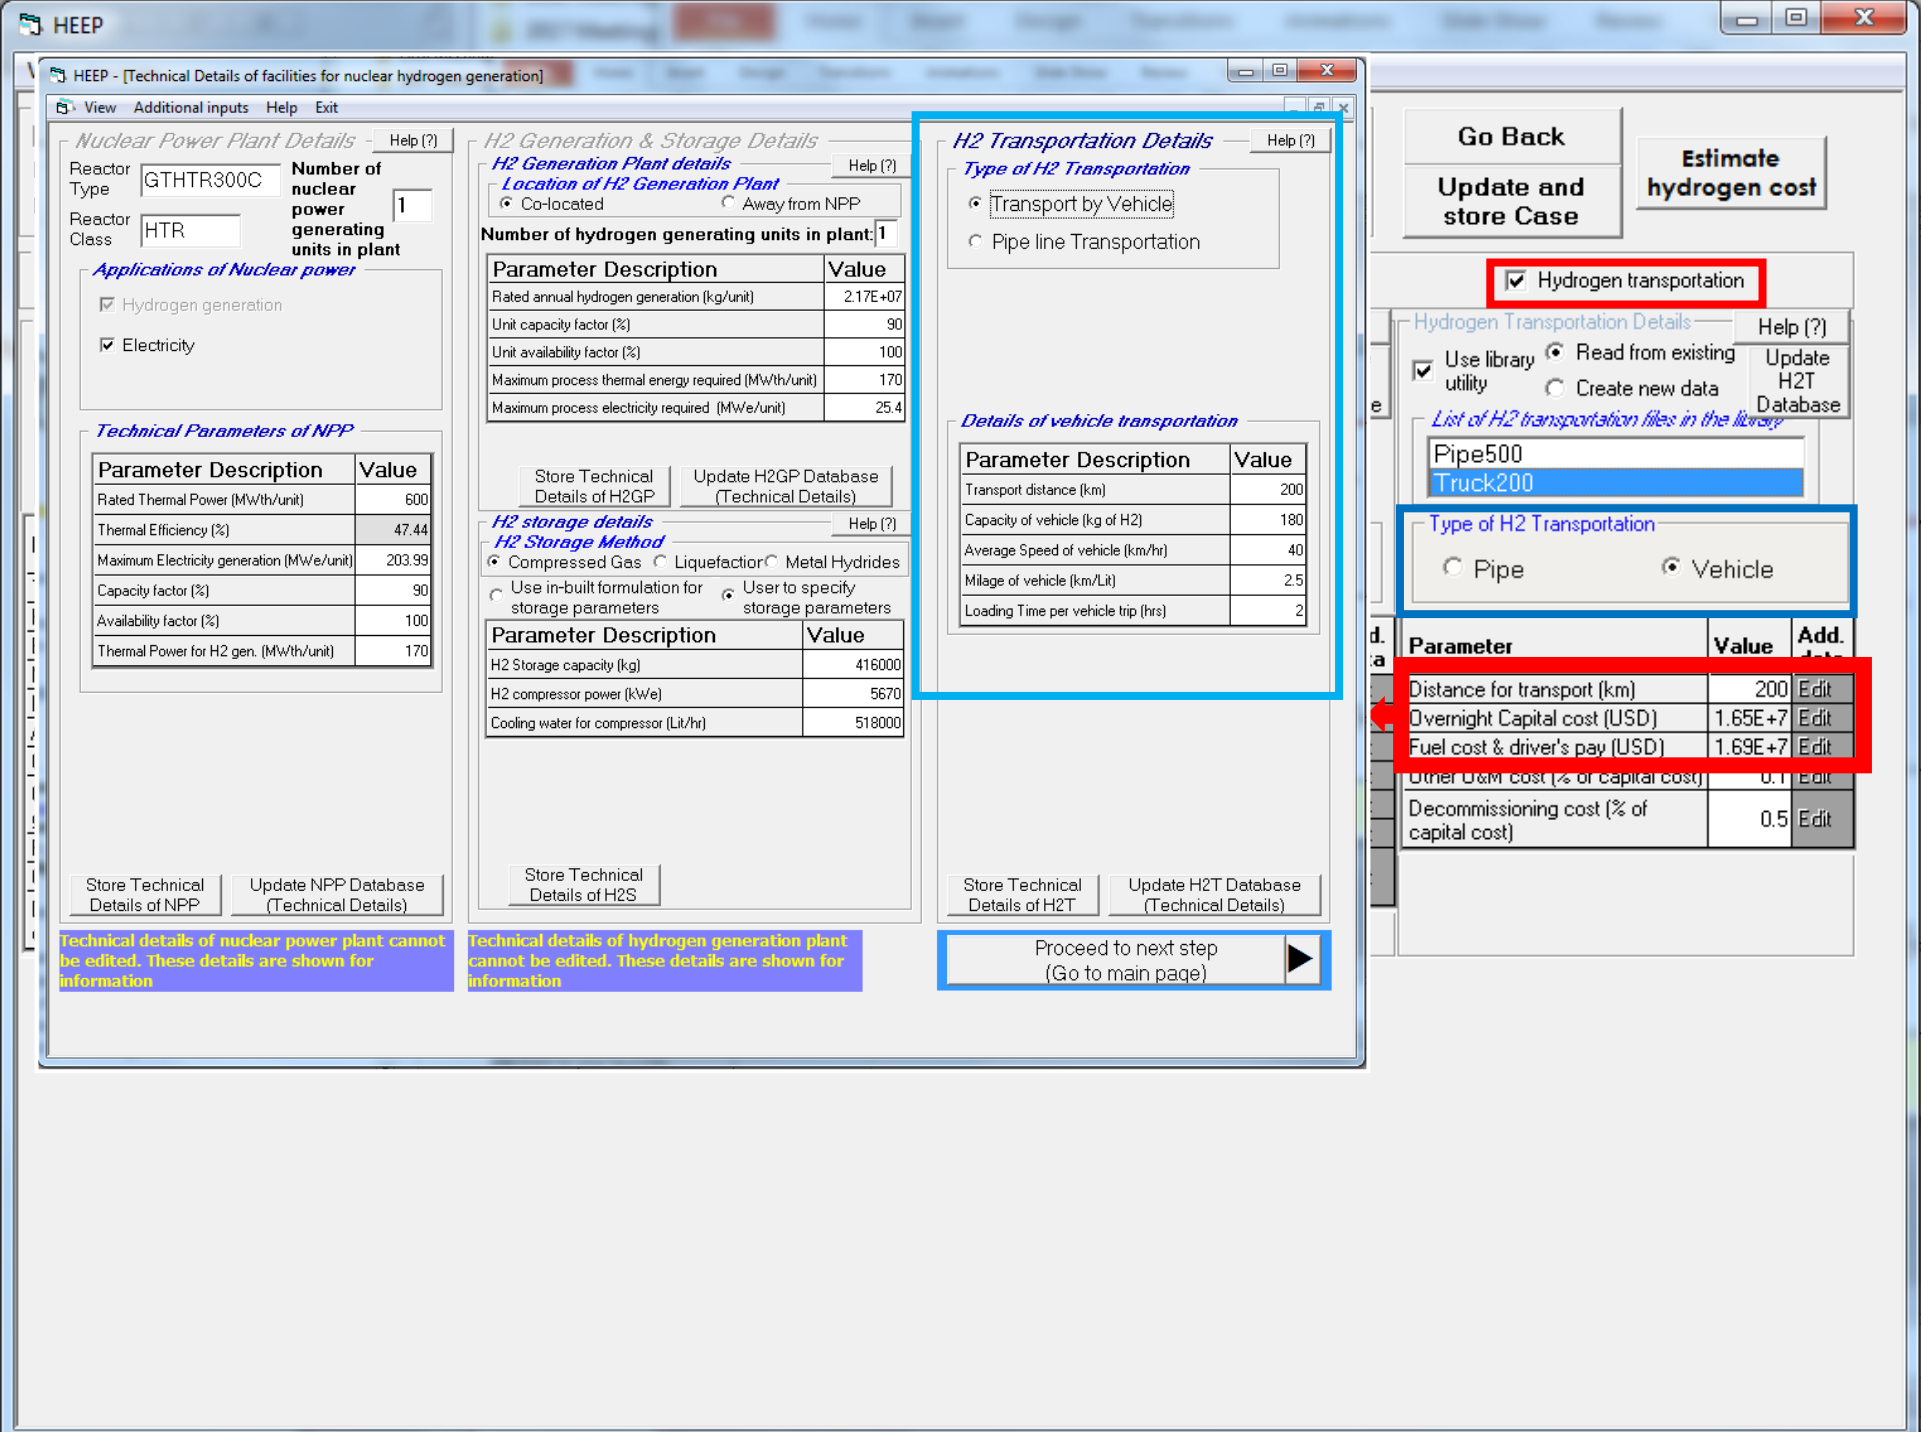 HEEP
HEEP - [Technical Details of facilities for nuclear hydrogen generation]
View Additional inputs Help Exit
Nuclear Power Plant Details Help (?)
Reactor Type GTHTR300C
Reactor Class HTR
Number of
nuclear
power
generating
units in plant
1
Applications of Nuclear power
Hydrogen generation
Electricity
Technical Parameters of NPP
Parameter Description Value
Rated Thermal Power (MWth/unit) 600
Thermal Efficiency (%) 47.44
Maximum Electricity generation (MWe/unit) 203.99
Capacity factor (%) 90
Availability factor (%) 100
Thermal Power for H2 gen. (MWth/unit) 170
Store Technical
Details of NPP
Update NPP Database
(Technical Details)
Technical details of nuclear power plant cannot
be edited. These details are shown for
information
H2 Generation & Storage Details
H2 Generation Plant details Help (?)
Location of H2 Generation Plant
Co-located Away from NPP
Number of hydrogen generating units in plant: 1
Parameter Description Value
Rated annual hydrogen generation (kg/unit) 2.17E+07
Unit capacity factor (%) 90
Unit availability factor (%) 100
Maximum process thermal energy required (MWth/unit) 170
Maximum process electricity required (MWe/unit) 25.4
Store Technical
Details of H2GP
Update H2GP Database
(Technical Details)
H2 storage details Help (?)
H2 Storage Method
Compressed Gas Liquefaction Metal Hydrides
Use in-built formulation for
storage parameters
User to specify
storage parameters
Parameter Description Value
H2 Storage capacity (kg) 416000
H2 compressor power (kWe) 5670
Cooling water for compressor (Lit/hr) 518000
Store Technical
Details of H2S
Technical details of hydrogen generation plant
cannot be edited. These details are shown for
information
H2 Transportation Details Help (?)
Type of H2 Transportation
Transport by Vehicle
Pipe line Transportation
Details of vehicle transportation
Parameter Description Value
Transport distance (km) 200
Capacity of vehicle (kg of H2) 180
Average Speed of vehicle (km/hr) 40
Milage of vehicle (km/Lit) 2.5
Loading Time per vehicle trip (hrs) 2
Store Technical
Details of H2T
Update H2T Database
(Technical Details)
Proceed to next step
(Go to main page)
Go Back
Update and
store Case
Estimate
hydrogen cost
Hydrogen transportation
Hydrogen Transportation Details Help (?)
Use library
utility
Read from existing
Create new data
Update
H2T
Database
List of H2 transportation files in the library
Pipe500
Truck200
Type of H2 Transportation
Pipe Vehicle
Parameter Value Add. data
Distance for transport (km) 200 Edit
Overnight Capital cost (USD) 1.65E+7 Edit
Fuel cost & driver's pay (USD) 1.69E+7 Edit
Other O&M cost (% of capital cost) 0.1 Edit
Decommissioning cost (% of
capital cost) 0.5 Edit